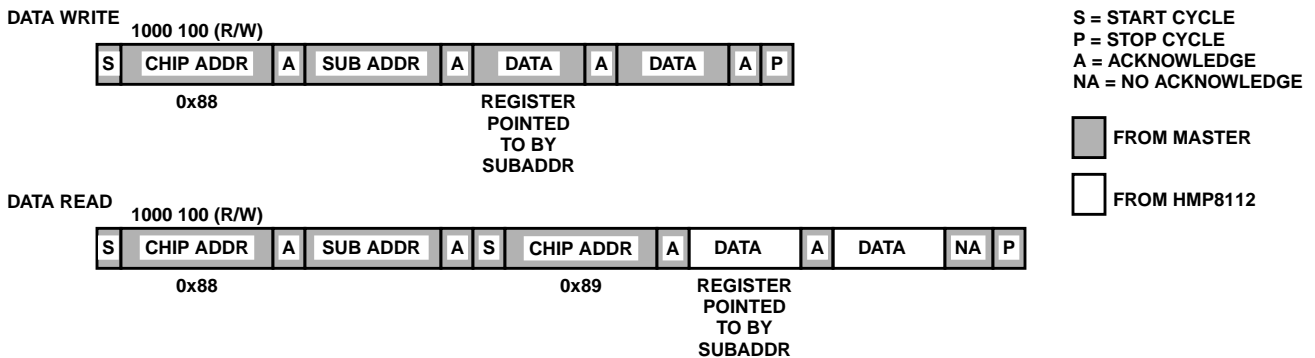 DATA WRITE
1000 100 (R/W)
S CHIP ADDR A SUB ADDR A DATA A DATA A P
0x88
REGISTER
POINTED
TO BY
SUBADDR
S = START CYCLE
P = STOP CYCLE
A = ACKNOWLEDGE
NA = NO ACKNOWLEDGE
FROM MASTER
FROM HMP8112
DATA READ
1000 100 (R/W)
S CHIP ADDR A SUB ADDR A S CHIP ADDR A DATA A DATA NA P
0x88 0x89
REGISTER
POINTED
TO BY
SUBADDR